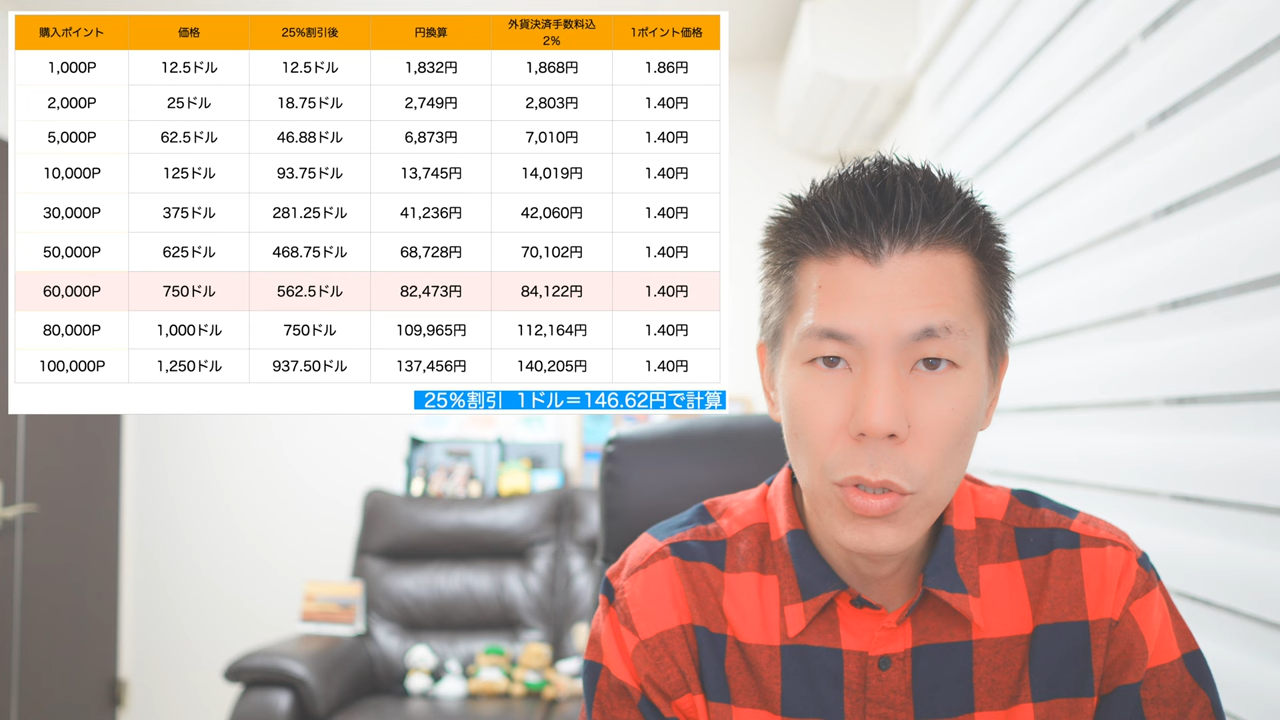 購入ポイント 価格 25%割引後 円換算 外貨決済手数料込 1ポイント価格
2%
1,000P 12.5ドル 12.5ドル 1,832円 1,868円 1.86円
2,000P 25ドル 18.75ドル 2,749円 2,803円 1.40円
5,000P 62.5ドル 46.88ドル 6,873円 7,010円 1.40円
10,000P 125ドル 93.75ドル 13,745円 14,019円 1.40円
30,000P 375ドル 281.25ドル 41,236円 42,060円 1.40円
50,000P 625ドル 468.75ドル 68,728円 70,102円 1.40円
60,000P 750ドル 562.5ドル 82,473円 84,122円 1.40円
80,000P 1,000ドル 750ドル 109,965円 112,164円 1.40円
100,000P 1,250ドル 937.50ドル 137,456円 140,205円 1.40円
25%割引 1ドル＝146.62円で計算